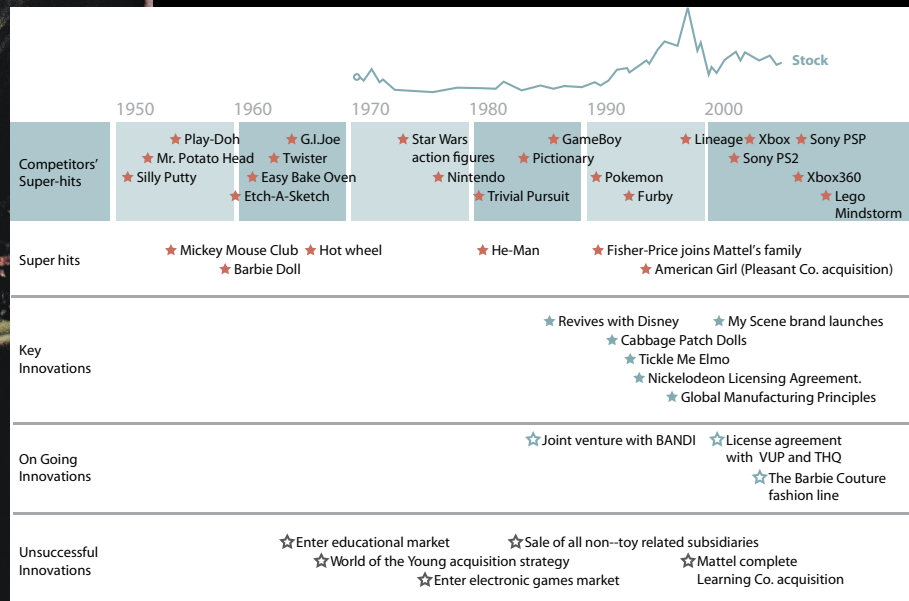 Stock
1950 1960 1970 1980 1990 2000
Competitors'
Super-hits
Play-Doh G.I.Joe Star Wars GameBoy Lineage Xbox Sony PSP
action figures
Mr. Potato Head Twister Pictionary Sony PS2
Silly Putty Easy Bake Oven Nintendo Pokemon Xbox360
Etch-A-Sketch Trivial Pursuit Furby Lego
Mindstorm
Super hits
Mickey Mouse Club Hot wheel He-Man Fisher-Price joins Mattel's family
Barbie Doll American Girl (Pleasant Co. acquisition)
Key
Innovations
Revives with Disney My Scene brand launches
Cabbage Patch Dolls
Tickle Me Elmo
Nickelodeon Licensing Agreement.
Global Manufacturing Principles
On Going
Innovations
Joint venture with BANDI License agreement
with VUP and THQ
The Barbie Couture
fashion line
Unsuccessful
Innovations
Enter educational market Sale of all non--toy related subsidiaries
World of the Young acquisition strategy Mattel complete
Enter electronic games market Learning Co. acquisition